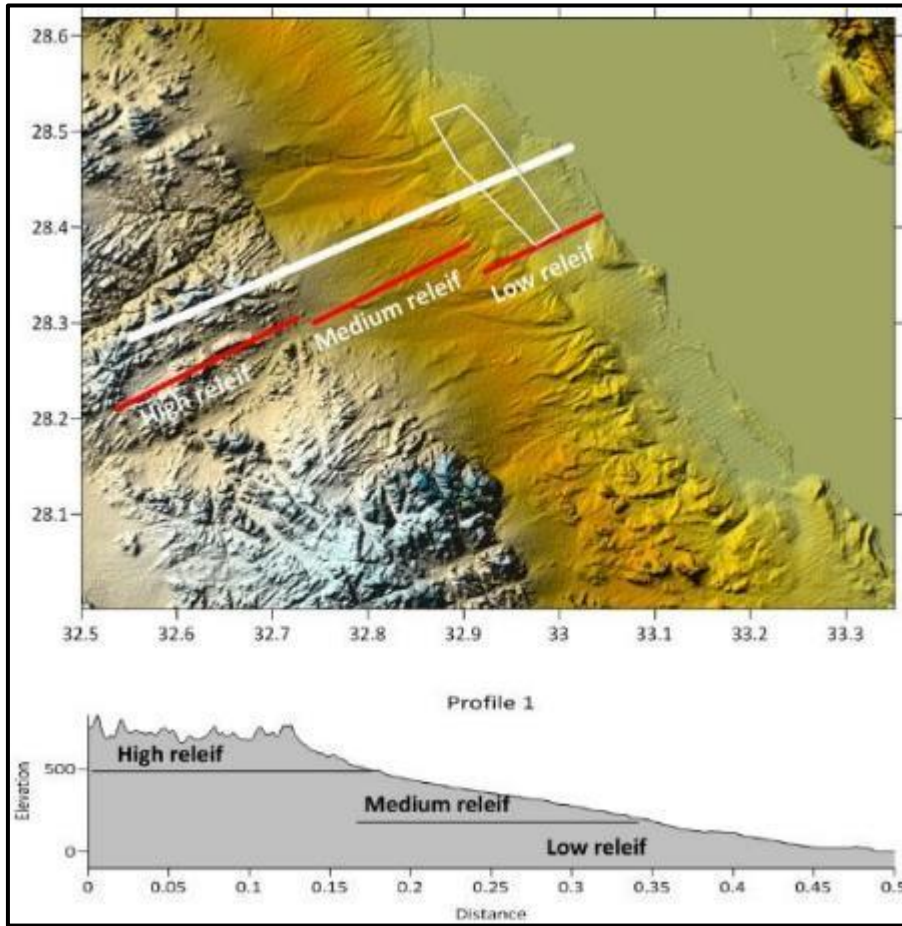 28.6
28.5
28.4
28.3
28.2
28.1
High releif
Medium releif
Low releif
32.5 32.6 32.7 32.8 32.9 33 33.1 33.2 33.3
Profile 1
Elevation
500
0
High releif
Medium releif
Low releif
0 0.05 0.1 0.15 0.2 0.25 0.3 0.35 0.4 0.45 0.5
Distance